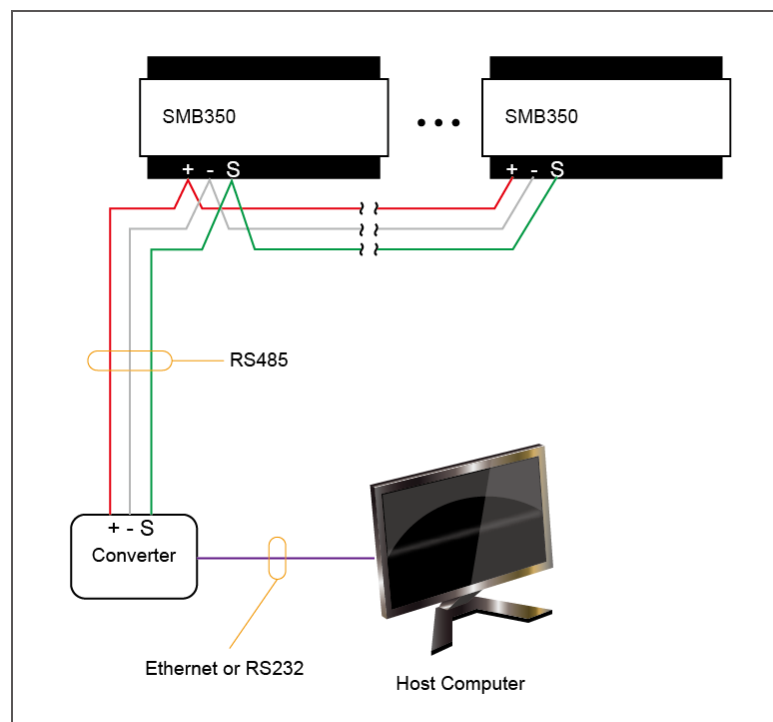 SMB350
SMB350
+ - S
+ - S
RS485
+ - S
Converter
Ethernet or RS232
Host Computer